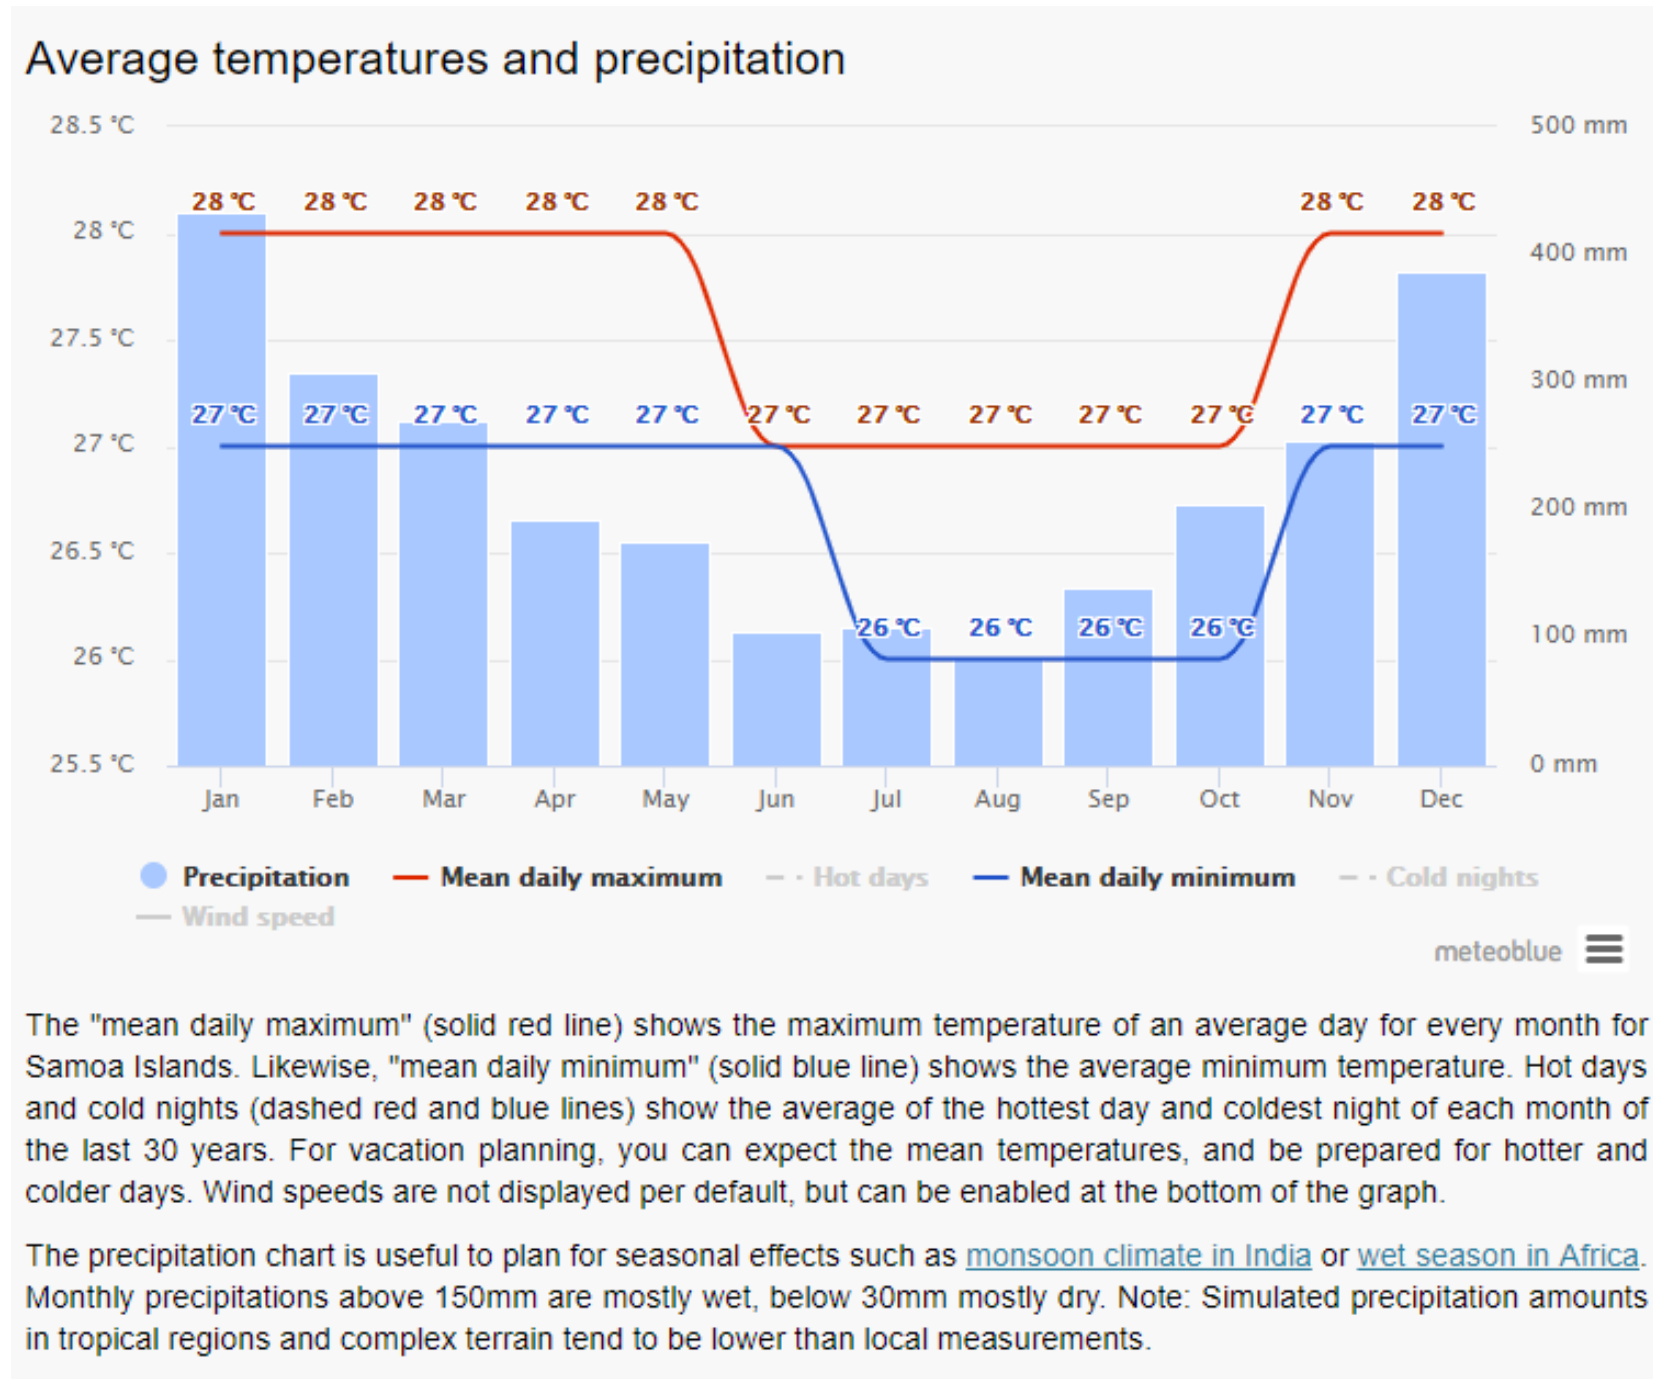 Average temperatures and precipitation
28.5 °C
500 mm
28 °C 28 °C 28 °C 28 °C 28 °C 28 °C 28 °C
28 °C
400 mm
27.5 °C
300 mm
27 °C 27 °C 27 °C 27 °C 27 °C 27 °C 27 °C 27 °C 27 °C 27 °C 27 °C 27 °C
27 °C
200 mm
26.5 °C
26 °C 26 °C 26 °C 26 °C
100 mm
26 °C
25.5 °C
0 mm
Jan Feb Mar Apr May Jun Jul Aug Sep Oct Nov Dec
Precipitation Mean daily maximum Hot days Mean daily minimum Cold nights
Wind speed
meteoblue
The "mean daily maximum" (solid red line) shows the maximum temperature of an average day for every month for
Samoa Islands. Likewise, "mean daily minimum" (solid blue line) shows the average minimum temperature. Hot days
and cold nights (dashed red and blue lines) show the average of the hottest day and coldest night of each month of
the last 30 years. For vacation planning, you can expect the mean temperatures, and be prepared for hotter and
colder days. Wind speeds are not displayed per default, but can be enabled at the bottom of the graph.
The precipitation chart is useful to plan for seasonal effects such as monsoon climate in India or wet season in Africa.
Monthly precipitations above 150mm are mostly wet, below 30mm mostly dry. Note: Simulated precipitation amounts
in tropical regions and complex terrain tend to be lower than local measurements.